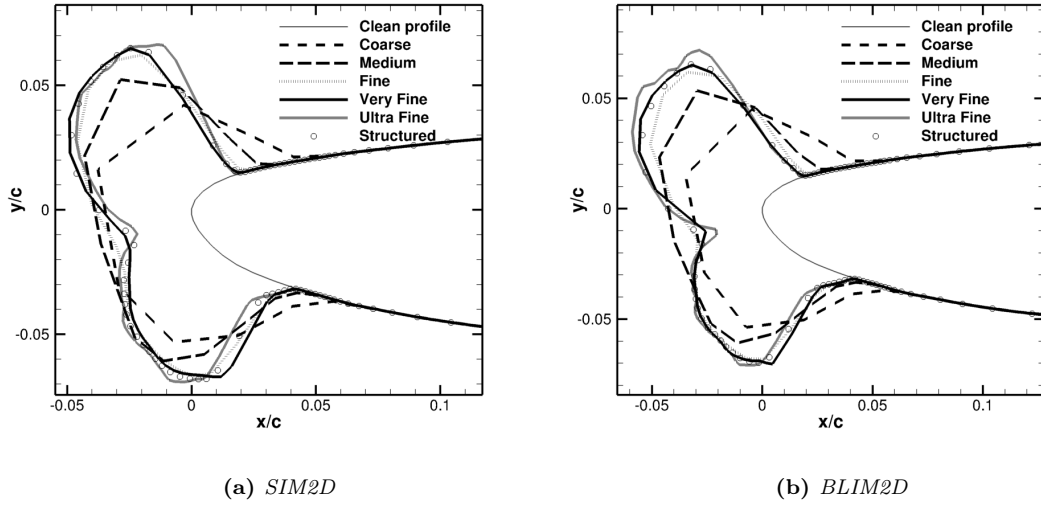 Clean profile
Coarse
Medium
Fine
Very Fine
Ultra Fine
Structured
y/c
0.05
0
-0.05
-0.05
0
0.05
0.1
x/c
(a) SIM2D
Clean profile
Coarse
Medium
Fine
Very Fine
Ultra Fine
Structured
y/c
0.05
0
-0.05
-0.05
0
0.05
0.1
x/c
(b) BLIM2D